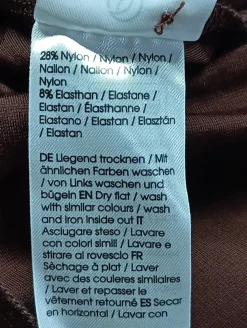 28% Nylon / Nylon / Nylon /
Nailon / Nailon / Nylon /
Nylon
8% Elasthan / Elastane /
Elastan / Élasthanne /
Elastano / Elastan / Elasztán
/ Elastan
DE Liegend trocknen / Mit
ähnlichen Farben waschen
/ von Links waschen und
bügeln EN Dry flat / wash
with similar colours / wash
and iron inside out IT
Asciugare steso / Lavare
con colori simili / Lavare e
stirare al rovescio FR
Sèchage à plat / Laver
avec des couleurs similaires
/ Laver et repasser le
vêtement retourné ES Secar
en horizontal / Lavar con